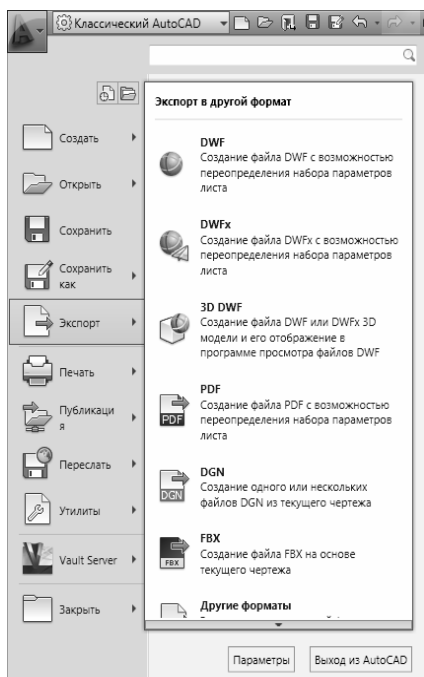 Классический AutoCAD
Экспорт в другой формат
Создать
Открыть
Сохранить
Сохранить
как
Экспорт
Печать
Публикаци
я
Переслать
Утилиты
Vault Server
Закрыть
DWF
Создание файла DWF с возможностью
переопределения набора параметров
листа
DWFx
Создание файла DWFx с возможностью
переопределения набора параметров
листа
3D DWF
Создание файла DWF или DWFx 3D
модели и его отображение в
программе просмотра файлов DWF
PDF
PDF
Создание файла PDF с возможностью
переопределения набора параметров
листа
DGN
DGN
Создание одного или нескольких
файлов DGN из текущего чертежа
FBX
FBX
Создание файла FBX на основе
текущего чертежа
Другие форматы
Параметры
Выход из AutoCAD